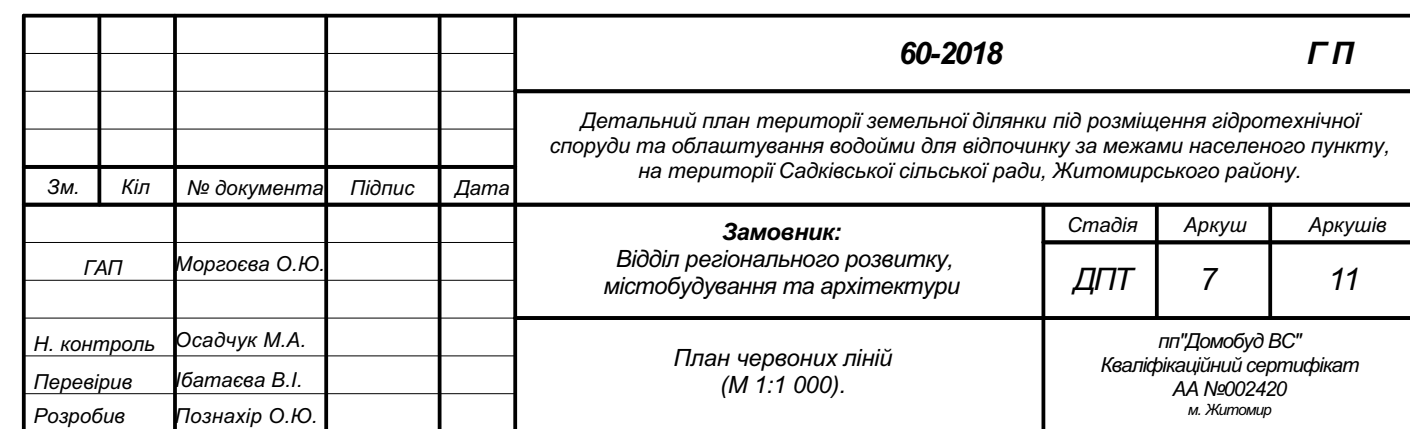 60-2018 Г П
Детальний план території земельної ділянки під розміщення гідротехнічної
споруди та облаштування водойми для відпочинку за межами населеного пункту,
на території Садківської сільської ради, Житомирського району.
Зм. Кіл № документа Підпис Дата
ГАП Моргоєва О.Ю.
Н. контроль Осадчук М.А.
Перевірив Ібатаєва В.І.
Розробив Познахір О.Ю.
Замовник:
Відділ регіонального розвитку,
містобудування та архітектури
Стадія Аркуш Аркушів
ДПТ 7 11
План червоних ліній
(М 1:1 000).
пп"Домобуд ВС"
Кваліфікаційний сертифікат
АА №002420
м. Житомир